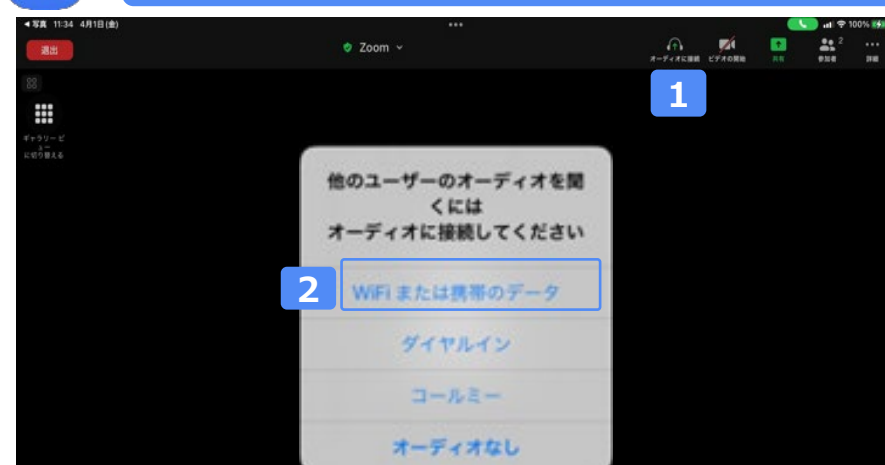 ◀写真 11:34 4月1日(金)
100%
退出
Zoom
オーディオに接続
ビデオの開始
共有
参加者
2
詳細
1
ギャラリービ
ュー
に切り替える
他のユーザーのオーディオを聞
くには
オーディオに接続してください
2
WiFiまたは携帯のデータ
ダイヤルイン
コールミー
オーディオなし